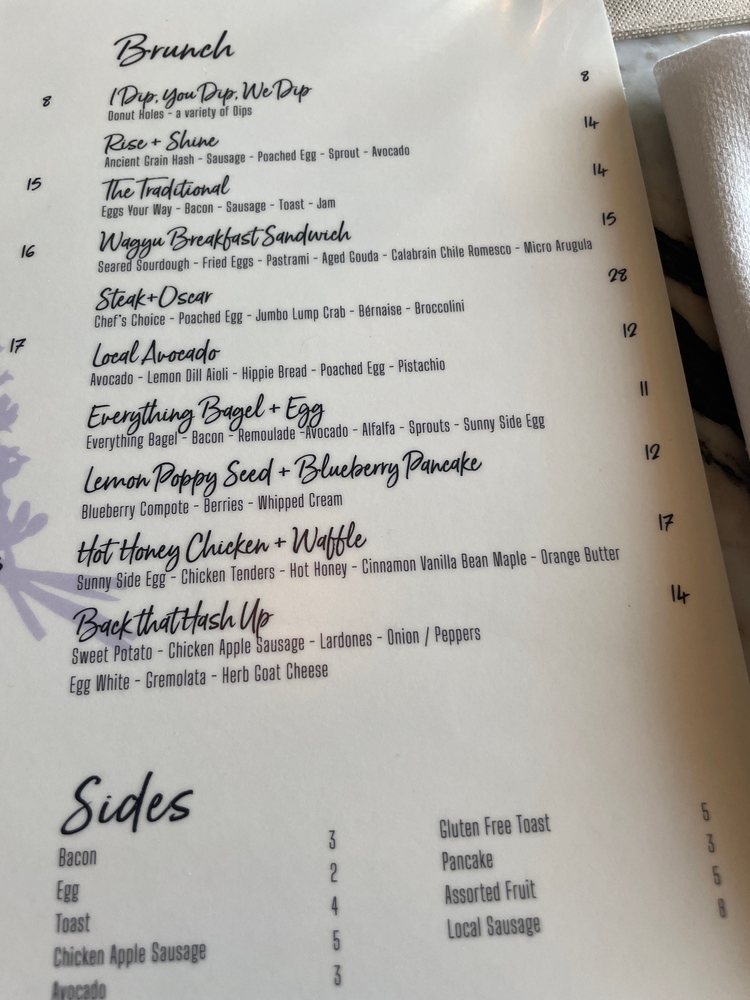 Brunch
I Dip, You Dip, We Dip 8
Donut Holes - a variety of Dips
Rise + Shine 14
Ancient Grain Hash - Sausage - Poached Egg - Sprout - Avocado
The Traditional 14
Eggs Your Way - Bacon - Sausage - Toast - Jam
Wagyu Breakfast Sandwich 15
Seared Sourdough - Fried Eggs - Pastrami - Aged Gouda - Calabrain Chile Romesco - Micro Arugula
Steak+Oscar 28
Chef's Choice - Poached Egg - Jumbo Lump Crab - Bérnaise - Broccolini
Local Avocado 12
Avocado - Lemon Dill Aioli - Hippie Bread - Poached Egg - Pistachio
Everything Bagel + Egg 11
Everything Bagel - Bacon - Remoulade -Avocado - Alfalfa - Sprouts - Sunny Side Egg
Lemon Poppy Seed + Blueberry Pancake 12
Blueberry Compote - Berries - Whipped Cream
Hot Honey Chicken + Waffle 17
Sunny Side Egg - Chicken Tenders - Hot Honey - Cinnamon Vanilla Bean Maple - Orange Butter
Back that Hash Up 14
Sweet Potato - Chicken Apple Sausage - Lardones - Onion / Peppers
Egg White - Gremolata - Herb Goat Cheese
8
15
16
17
Sides
Bacon 3
Egg 2
Toast 4
Chicken Apple Sausage 5
Avocado 3
Gluten Free Toast 5
Pancake 3
Assorted Fruit 5
Local Sausage 8